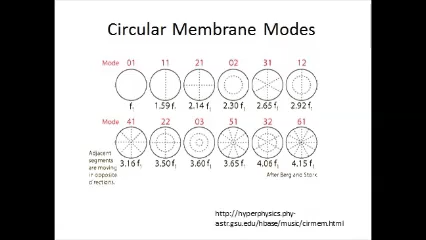 Circular Membrane Modes
Mode 01 11 21 02 31 12
f₁ 1.59 f₁ 2.14 f₁ 2.30 f₁ 2.65 f₁ 2.92 f₁
Mode 41 22 03 51 32 61
3.16 f₁ 3.50 f₁ 3.60 f₁ 3.65 f₁ 4.06 f₁ 4.15 f₁
Adjacent
segments
are moving
in opposite
directions.
After Berg and Stork
http://hyperphysics.phy-
astr.gsu.edu/hbase/music/cirmem.html